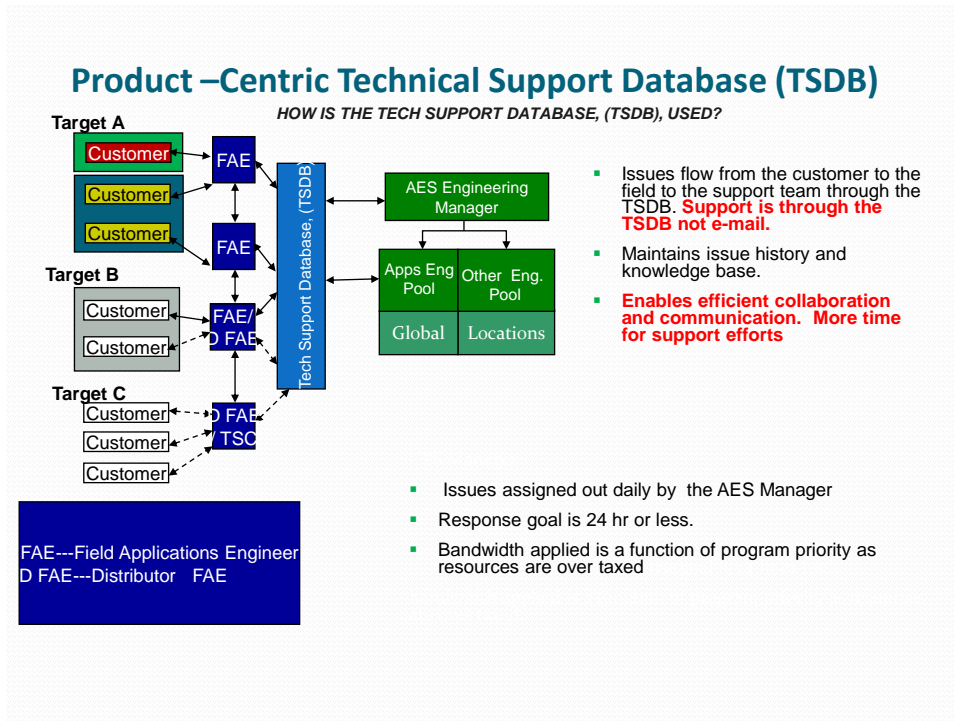 Product –Centric Technical Support Database (TSDB)
HOW IS THE TECH SUPPORT DATABASE, (TSDB), USED?
Target A
Customer
Customer
Customer
Target B
Customer
Customer
Target C
Customer
Customer
Customer
FAE
FAE
FAE/
D FAE
D FAE
/ TSC
Tech Support Database, (TSDB)
AES Engineering
Manager
Apps Eng
Pool
Other Eng.
Pool
Global
Locations
Issues flow from the customer to the
field to the support team through the
TSDB. Support is through the
TSDB not e-mail.
Maintains issue history and
knowledge base.
Enables efficient collaboration
and communication. More time
for support efforts
Issues assigned out daily by the AES Manager
Response goal is 24 hr or less.
Bandwidth applied is a function of program priority as
resources are over taxed
FAE---Field Applications Engineer
D FAE---Distributor FAE